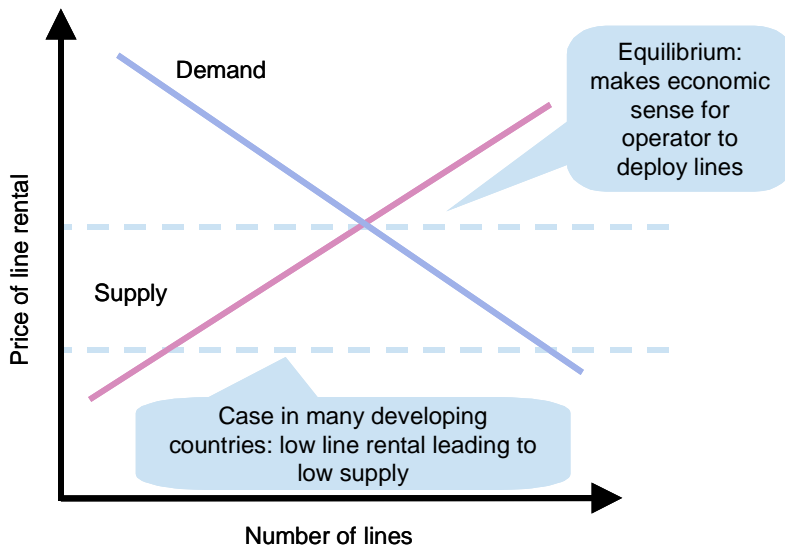 Demand
Equilibrium:
makes economic
sense for
operator to
deploy lines
Price of line rental
Supply
Case in many developing
countries: low line rental leading to
low supply
Number of lines